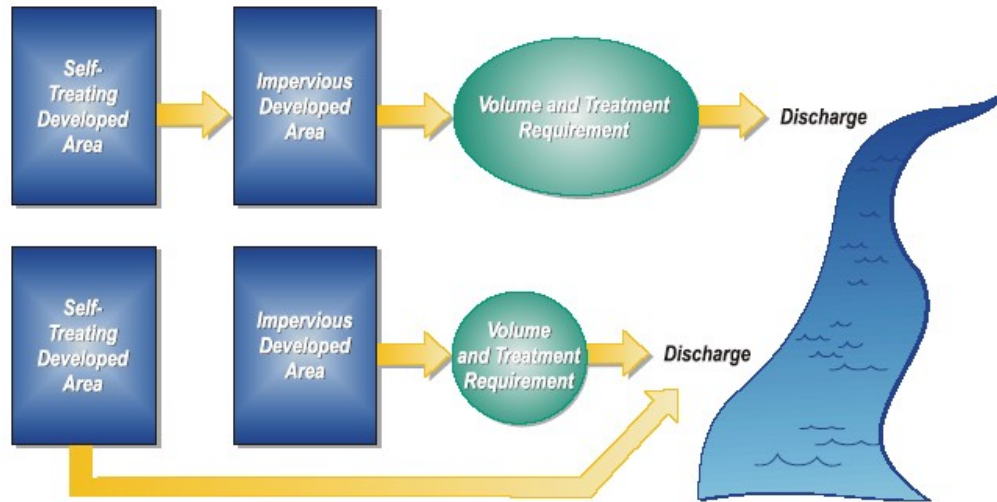 Self-
Treating
Developed
Area
Impervious
Developed
Area
Volume and Treatment
Requirement
Discharge
Self-
Treating
Developed
Area
Impervious
Developed
Area
Volume
and Treatment
Requirement
Discharge